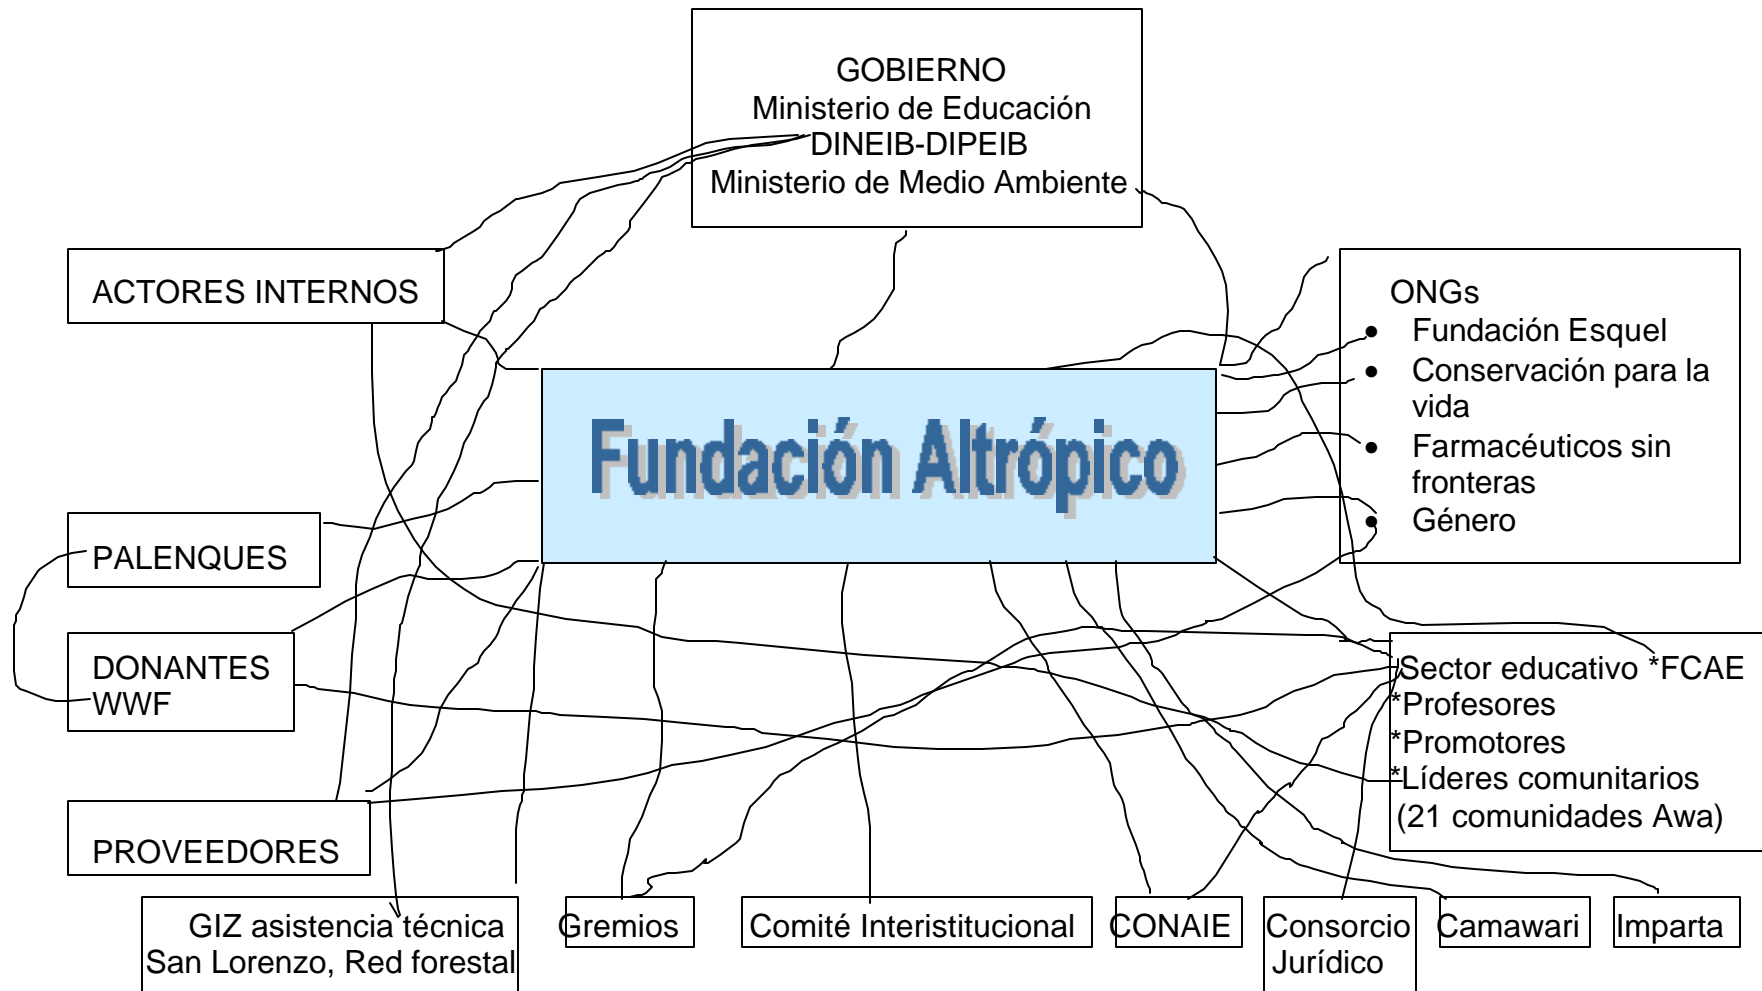 GOBIERNO
Ministerio de Educación
DINEIB-DIPEIB
Ministerio de Medio Ambiente
ACTORES INTERNOS
ONGs
• Fundación Esquel
• Conservación para la
vida
• Farmacéuticos sin
fronteras
• Género
Fundación Altrópico
PALENQUES
DONANTES
WWF
Sector educativo *FCAE
*Profesores
*Promotores
*Líderes comunitarios
(21 comunidades Awa)
PROVEEDORES
GIZ asistencia técnica
San Lorenzo, Red forestal
Gremios
Comité Interistitucional
CONAIE
Consorcio
Jurídico
Camawari
Imparta